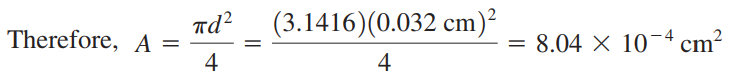 Therefore, A = πd²/4 = (3.1416)(0.032 cm)²/4 = 8.04 × 10⁻⁴ cm²